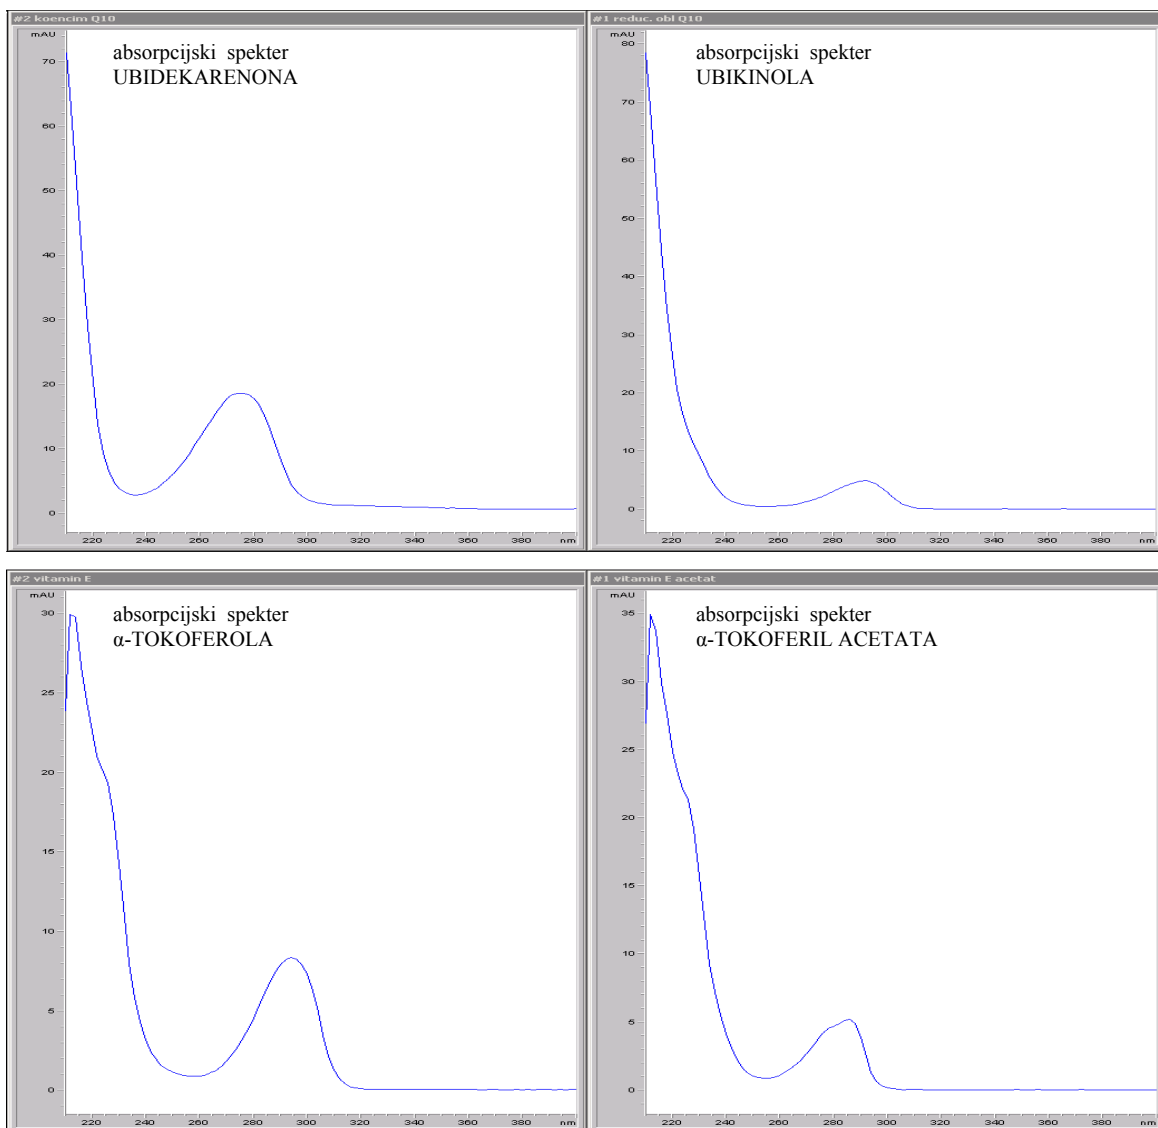 #2 koencim Q10
mAU
absorpcijski spekter
UBIDEKARENONA
70
60
50
40
30
20
10
0
220 240 260 280 300 320 340 360 380 nm
#1 reduc. obl Q10
mAU
absorpcijski spekter
UBIKINOLA
80
70
60
50
40
30
20
10
0
220 240 260 280 300 320 340 360 380 nm
#2 vitamin E
mAU
absorpcijski spekter
α-TOKOFEROLA
30
25
20
15
10
5
0
220 240 260 280 300 320 340 360 380 nm
#1 vitamin E acetat
mAU
absorpcijski spekter
α-TOKOFERIL ACETATA
35
30
25
20
15
10
5
0
220 240 260 280 300 320 340 360 380 nm